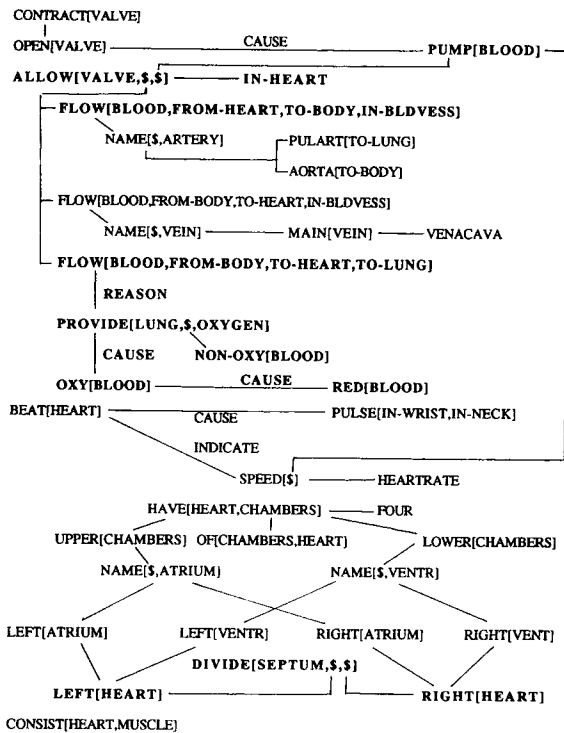 CONTRACT[VALVE]
OPEN[VALVE] CAUSE PUMP[BLOOD]
ALLOW[VALVE,$,$] IN-HEART
FLOW[BLOOD,FROM-HEART,TO-BODY,IN-BLDVESS]
NAME[$,ARTERY] PULART[TO-LUNG]
AORTA[TO-BODY]
FLOW[BLOOD,FROM-BODY,TO-HEART,IN-BLDVESS]
NAME[$,VEIN] MAIN[VEIN] VENACAVA
FLOW[BLOOD,FROM-BODY,TO-HEART,TO-LUNG]
REASON
PROVIDE[LUNG,$,OXYGEN]
CAUSE NON-OXY[BLOOD]
OXY[BLOOD] CAUSE RED[BLOOD]
BEAT[HEART] CAUSE PULSE[IN-WRIST,IN-NECK]
INDICATE
SPEED[$] HEARTRATE
HAVE[HEART,CHAMBERS] FOUR
UPPER[CHAMBERS] OF[CHAMBERS,HEART] LOWER[CHAMBERS]
NAME[$,ATRIUM} NAME[$,VENTR]
LEFT[ATRIUM] LEFT[VENTR] RIGHT[ATRIUM] RIGHT[VENT]
DIVIDE[SEPTUM,$,$]
LEFT[HEART] RIGHT[HEART]
CONSIST[HEART,MUSCLE]